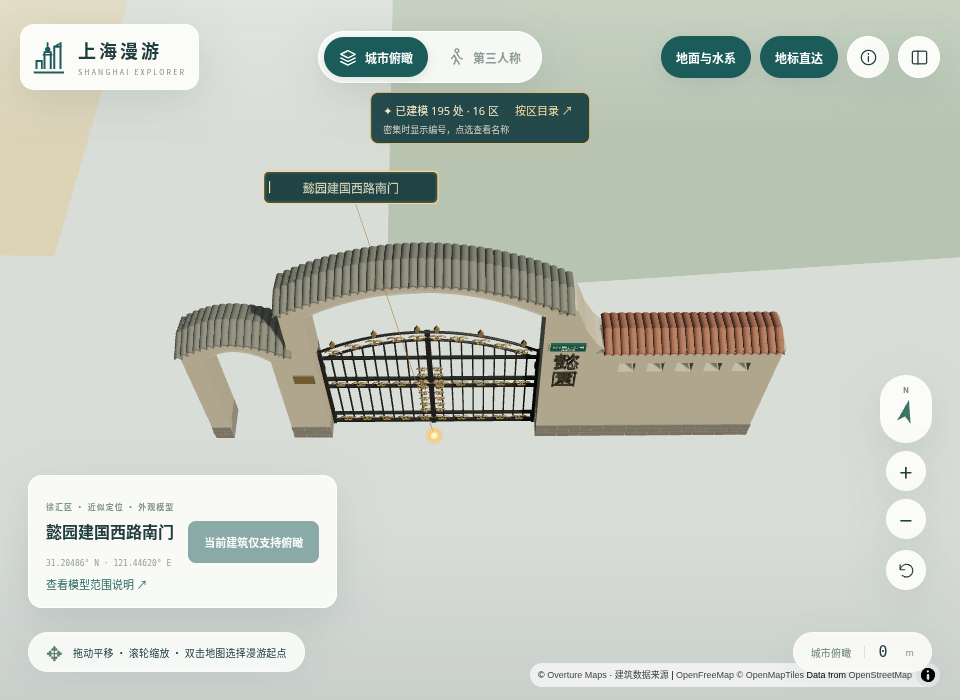 上海漫游
SHANGHAI EXPLORER
城市俯瞰
第三人称
地面与水系
地标直达
✦ 已建模 195 处 · 16 区 按区目录 ↗
密集时显示编号，点选查看名称
懿园建国西路南门
懿園
N
徐汇区 · 近似定位 · 外观模型
懿园建国西路南门
当前建筑仅支持俯瞰
31.20486° N · 121.44620° E
查看模型范围说明 ↗
拖动平移 · 滚轮缩放 · 双击地图选择漫游起点
城市俯瞰 0 m
© Overture Maps · 建筑数据来源 | OpenFreeMap © OpenMapTiles Data from OpenStreetMap